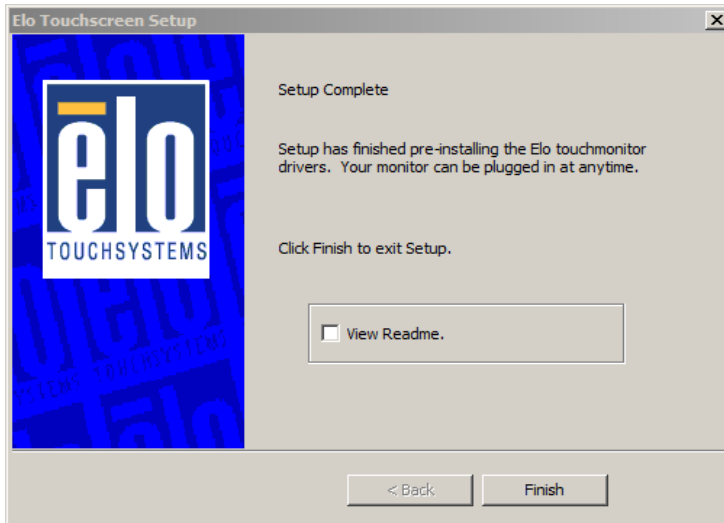 Elo Touchscreen Setup
ēlo
TOUCHSYSTEMS
Setup Complete
Setup has finished pre-installing the Elo touchmonitor
drivers. Your monitor can be plugged in at anytime.
Click Finish to exit Setup.
View Readme.
< Back
Finish